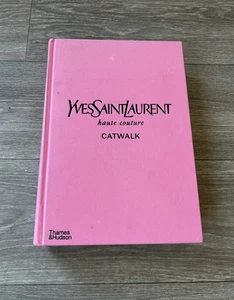 YVESSAINTLAURENT
haute couture
CATWALK
Thames
&Hudson